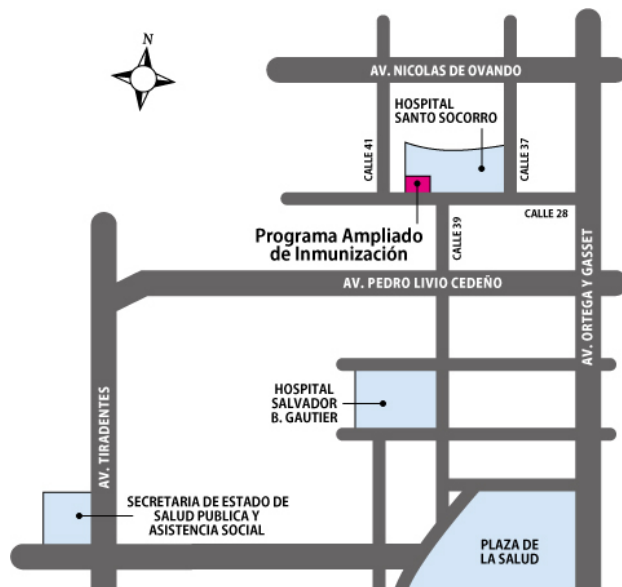 N
AV. NICOLAS DE OVANDO
HOSPITAL
SANTO SOCORRO
CALLE 41
CALLE 37
CALLE 28
Programa Ampliado
de Inmunización
CALLE 39
AV. PEDRO LIVIO CEDEÑO
AV. ORTEGA Y GASSET
AV. TIRADENTES
HOSPITAL
SALVADOR
B. GAUTIER
SECRETARIA DE ESTADO DE
SALUD PUBLICA Y
ASISTENCIA SOCIAL
PLAZA DE
LA SALUD